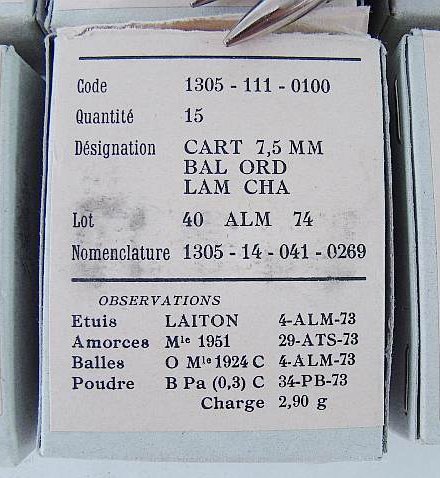 Code 1305 - 111 - 0100
Quantité 15
Désignation CART 7,5 MM
BAL ORD
LAM CHA
Lot 40 ALM 74
Nomenclature 1305 - 14 - 041 - 0269
OBSERVATIONS
Etuis LAITON 4-ALM-73
Amorces Mle 1951 29-ATS-73
Balles O Mle 1924 C 4-ALM-73
Poudre B Pa (0,3) C 34-PB-73
Charge 2,90 g